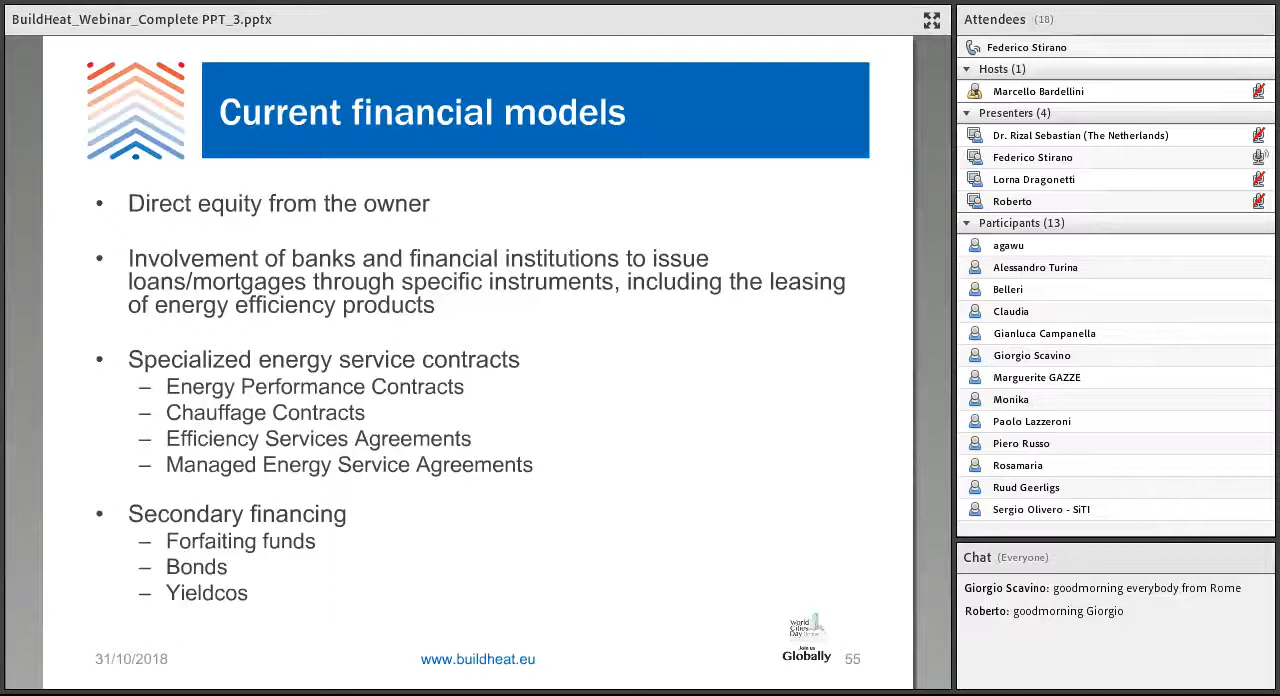 BuildHeat_Webinar_Complete PPT_3.pptx
Current financial models
• Direct equity from the owner
• Involvement of banks and financial institutions to issue
loans/mortgages through specific instruments, including the leasing
of energy efficiency products
• Specialized energy service contracts
– Energy Performance Contracts
– Chauffage Contracts
– Efficiency Services Agreements
– Managed Energy Service Agreements
• Secondary financing
– Forfaiting funds
– Bonds
– Yieldcos
31/10/2018
www.buildheat.eu
World
Cities
Day
Join us
Globally
55
Attendees (18)
Federico Stirano
Hosts (1)
Marcello Bardellini
Presenters (4)
Dr. Rizal Sebastian (The Netherlands)
Federico Stirano
Lorna Dragonetti
Roberto
Participants (13)
agawu
Alessandro Turina
Belleri
Claudia
Gianluca Campanella
Giorgio Scavino
Marguerite GAZZE
Monika
Paolo Lazzeroni
Piero Russo
Rosamaria
Ruud Geerligs
Sergio Olivero - SiTI
Chat (Everyone)
Giorgio Scavino: goodmorning everybody from Rome
Roberto: goodmorning Giorgio